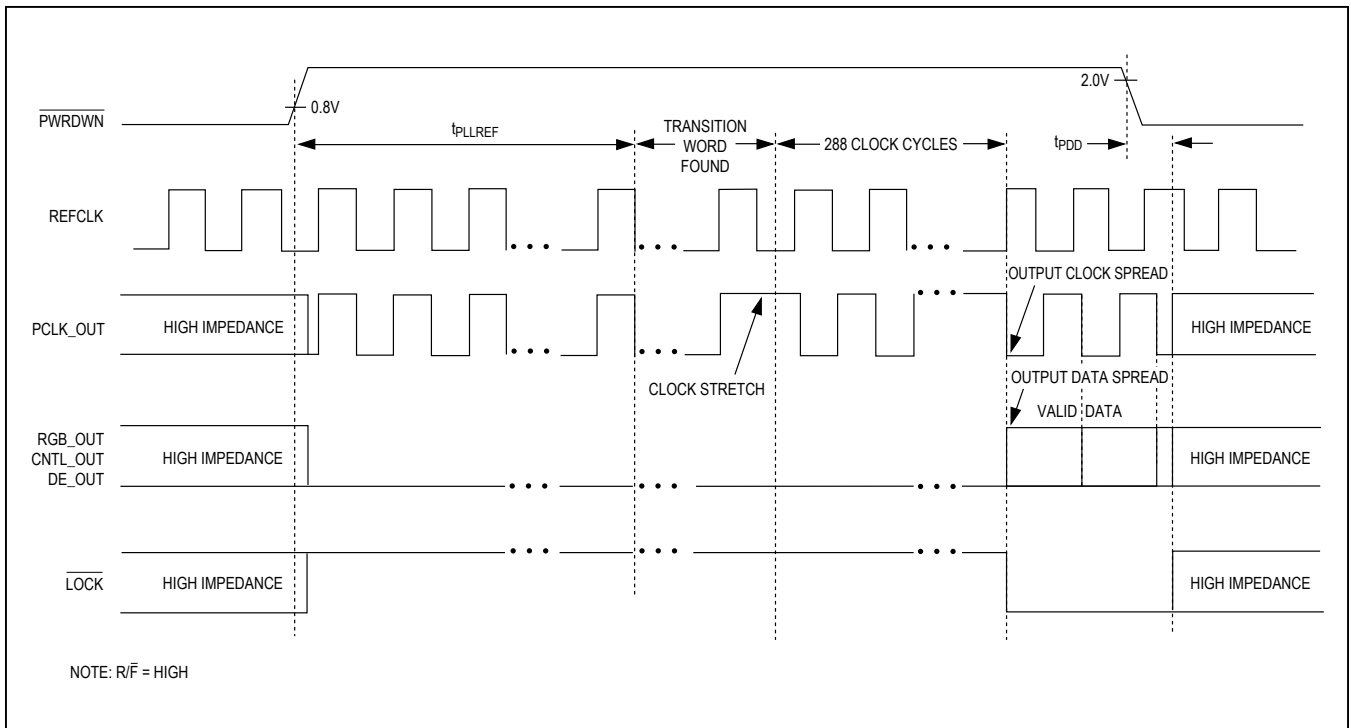 PWRDWN
0.8V
2.0V
tPLLREF
TRANSITION
WORD
FOUND
288 CLOCK CYCLES
tPDD
REFCLK
OUTPUT CLOCK SPREAD
PCLK_OUT
HIGH IMPEDANCE
HIGH IMPEDANCE
CLOCK STRETCH
OUTPUT DATA SPREAD
VALID DATA
RGB_OUT
CNTL_OUT
DE_OUT
HIGH IMPEDANCE
HIGH IMPEDANCE
LOCK
HIGH IMPEDANCE
HIGH IMPEDANCE
NOTE: R/F̅ = HIGH